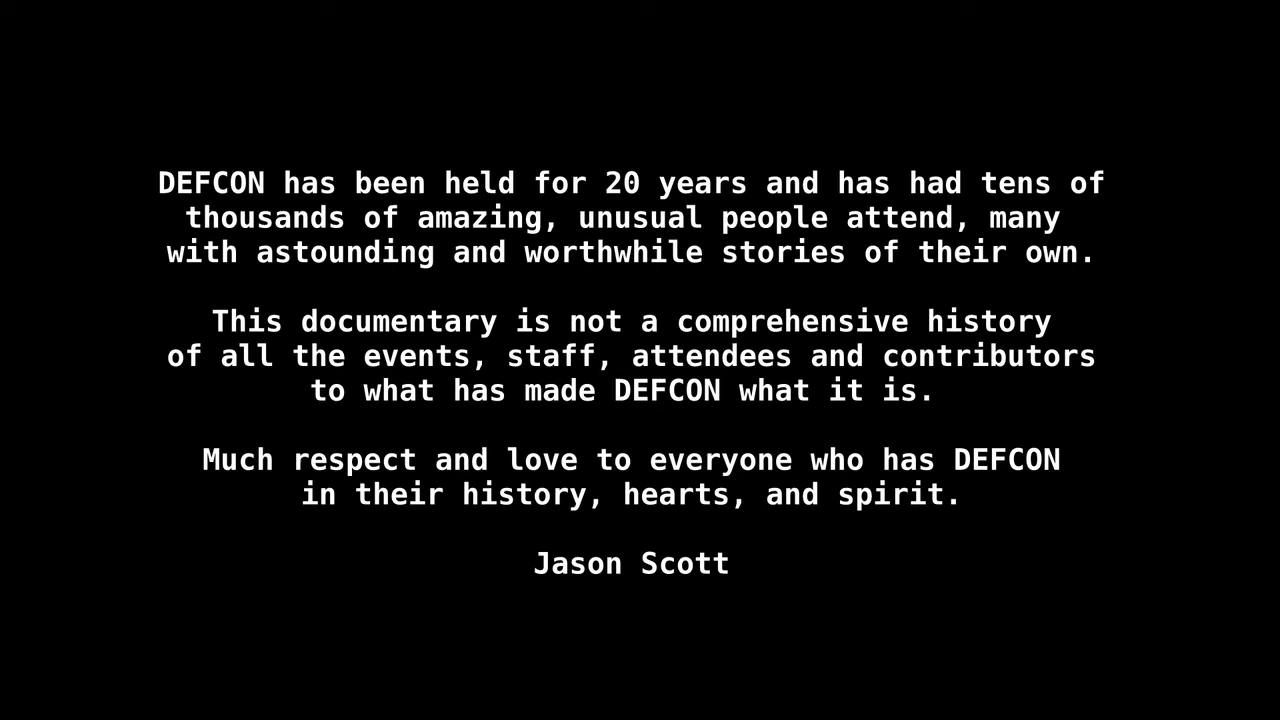 DEFCON has been held for 20 years and has had tens of
thousands of amazing, unusual people attend, many
with astounding and worthwhile stories of their own.
This documentary is not a comprehensive history
of all the events, staff, attendees and contributors
to what has made DEFCON what it is.
Much respect and love to everyone who has DEFCON
in their history, hearts, and spirit.
Jason Scott